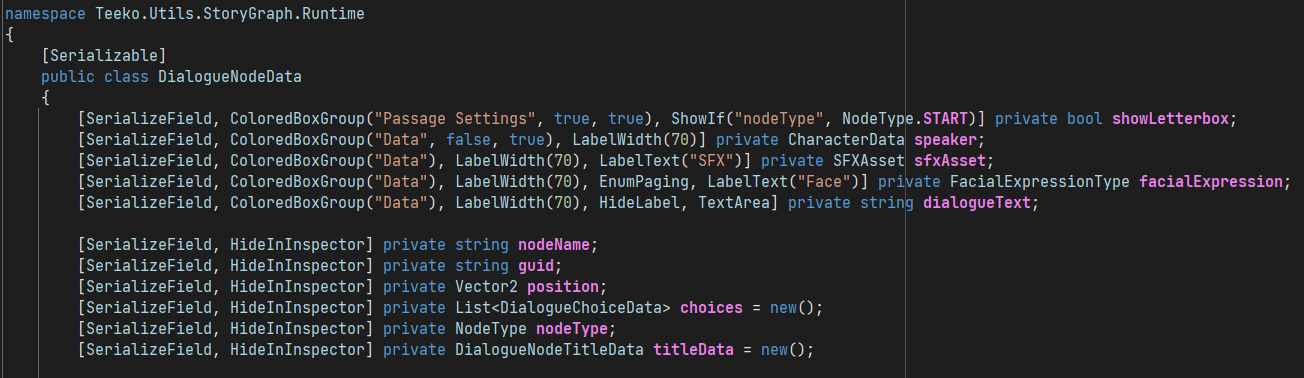 namespace Teeko.Utils.StoryGraph.Runtime
{
    [Serializable]
    public class DialogueNodeData
    {
        [SerializeField, ColoredBoxGroup("Passage Settings", true, true), ShowIf("nodeType", NodeType.START)] private bool showLetterbox;
        [SerializeField, ColoredBoxGroup("Data", false, true), LabelWidth(70)] private CharacterData speaker;
        [SerializeField, ColoredBoxGroup("Data"), LabelWidth(70), LabelText("SFX")] private SFXAsset sfxAsset;
        [SerializeField, ColoredBoxGroup("Data"), LabelWidth(70), EnumPaging, LabelText("Face")] private FacialExpressionType facialExpression;
        [SerializeField, ColoredBoxGroup("Data"), LabelWidth(70), HideLabel, TextArea] private string dialogueText;

        [SerializeField, HideInInspector] private string nodeName;
        [SerializeField, HideInInspector] private string guid;
        [SerializeField, HideInInspector] private Vector2 position;
        [SerializeField, HideInInspector] private List<DialogueChoiceData> choices = new();
        [SerializeField, HideInInspector] private NodeType nodeType;
        [SerializeField, HideInInspector] private DialogueNodeTitleData titleData = new();